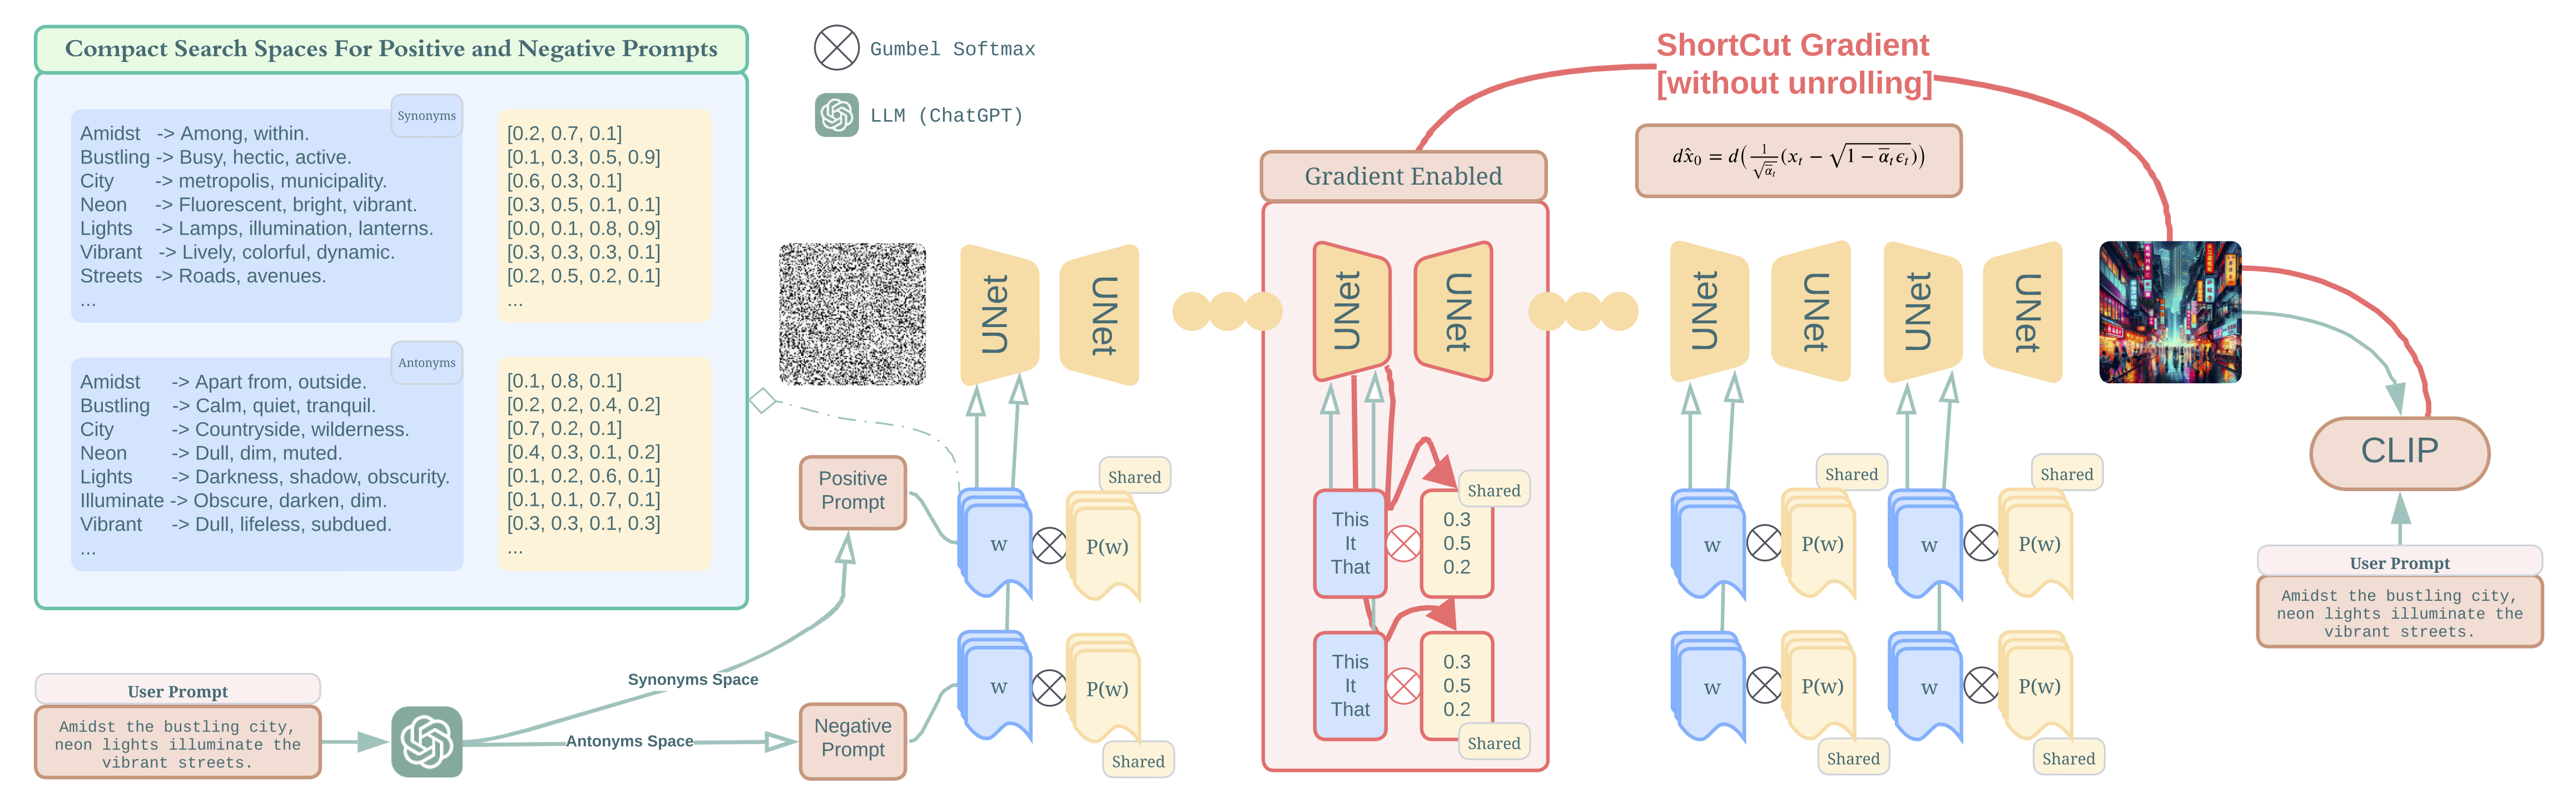 Compact Search Spaces For Positive and Negative Prompts
Synonyms
Amidst -> Among, within.
Bustling -> Busy, hectic, active.
City -> metropolis, municipality.
Neon -> Fluorescent, bright, vibrant.
Lights -> Lamps, illumination, lanterns.
Vibrant -> Lively, colorful, dynamic.
Streets -> Roads, avenues.
...
[0.2, 0.7, 0.1]
[0.1, 0.3, 0.5, 0.9]
[0.6, 0.3, 0.1]
[0.3, 0.5, 0.1, 0.1]
[0.0, 0.1, 0.8, 0.9]
[0.3, 0.3, 0.3, 0.1]
[0.2, 0.5, 0.2, 0.1]
...
Antonyms
Amidst -> Apart from, outside.
Bustling -> Calm, quiet, tranquil.
City -> Countryside, wilderness.
Neon -> Dull, dim, muted.
Lights -> Darkness, shadow, obscurity.
Illuminate -> Obscure, darken, dim.
Vibrant -> Dull, lifeless, subdued.
...
[0.1, 0.8, 0.1]
[0.2, 0.2, 0.4, 0.2]
[0.7, 0.2, 0.1]
[0.4, 0.3, 0.1, 0.2]
[0.1, 0.2, 0.6, 0.1]
[0.1, 0.1, 0.7, 0.1]
[0.3, 0.3, 0.1, 0.3]
...
User Prompt
Amidst the bustling city,
neon lights illuminate the
vibrant streets.
Synonyms Space
Antonyms Space
Gumbel Softmax
LLM (ChatGPT)
Positive
Prompt
Negative
Prompt
UNet
UNet
Shared
w
P(w)
w
P(w)
Shared
Gradient Enabled
UNet
UNet
Shared
This
It
That
0.3
0.5
0.2
This
It
That
0.3
0.5
0.2
Shared
ShortCut Gradient
[without unrolling]
$d\hat{x}_0 = d\big(\frac{1}{\sqrt{\overline{\alpha}_t}}(x_t - \sqrt{1 - \overline{\alpha}_t \epsilon_t})\big)$
UNet
UNet
UNet
UNet
Shared
Shared
w
P(w)
w
P(w)
w
P(w)
w
P(w)
Shared
Shared
CLIP
User Prompt
Amidst the bustling city,
neon lights illuminate the
vibrant streets.